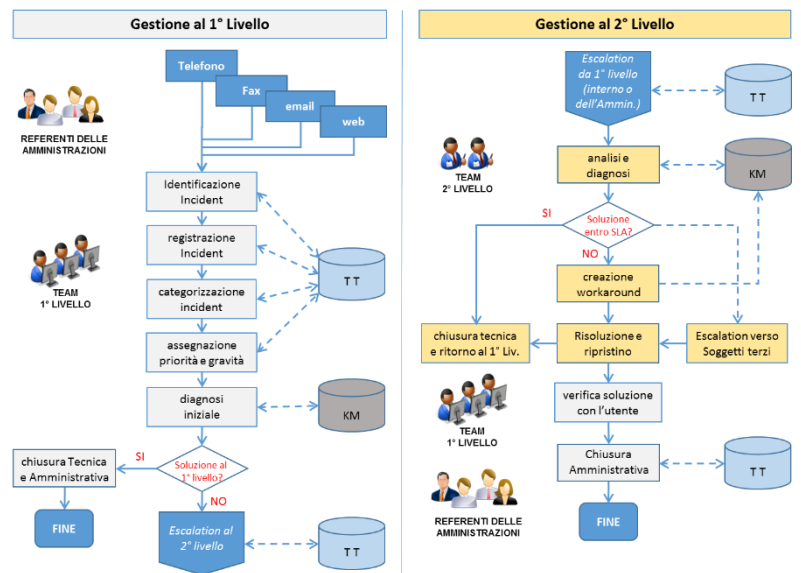 Gestione al 1° Livello
Telefono
Fax
email
web
REFERENTI DELLE
AMMINISTRAZIONI
Identificazione
Incident
registrazione
Incident
TEAM
1° LIVELLO
TT
categorizzazione
incident
assegnazione
priorità e gravità
diagnosi
iniziale
KM
SI
Soluzione al
1° livello?
chiusura Tecnica
e Amministrativa
NO
FINE
Escalation al
2° livello
TT
Gestione al 2° Livello
Escalation
da 1° livello
(interno o
dell'Ammin.)
TT
TEAM
2° LIVELLO
analisi e
diagnosi
KM
SI
Soluzione
entro SLA?
NO
creazione
workaround
chiusura tecnica
e ritorno al 1° Liv.
Risoluzione e
ripristino
Escalation verso
Soggetti terzi
TEAM
1° LIVELLO
verifica soluzione
con l'utente
Chiusura
Amministrativa
TT
REFERENTI DELLE
AMMINISTRAZIONI
FINE